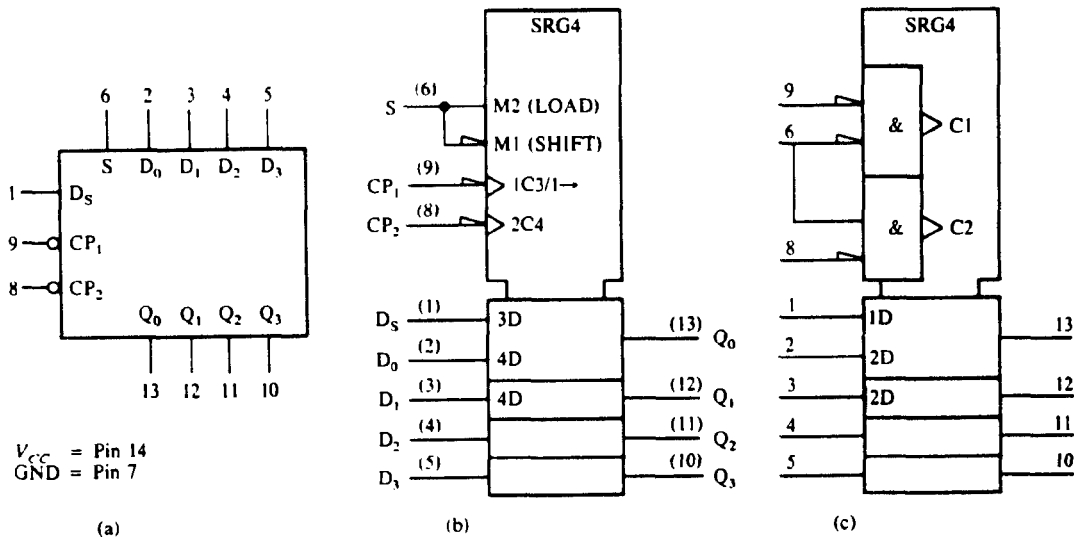 6 2 3 4 5
S D0 D1 D2 D3
1 DS
9 CP1
8 CP2
Q0 Q1 Q2 Q3
13 12 11 10
VCC = Pin 14
GND = Pin 7
(a)
SRG4
S (6) M2 (LOAD)
M1 (SHIFT)
CP1 (9) 1C3/1→
CP2 (8) 2C4
DS (1) 3D (13) Q0
D0 (2) 4D
D1 (3) 4D (12) Q1
D2 (4) (11) Q2
D3 (5) (10) Q3
(b)
SRG4
9
6 & C1
& C2
8
1 1D 13
2 2D
3 2D 12
4 11
5 10
(c)